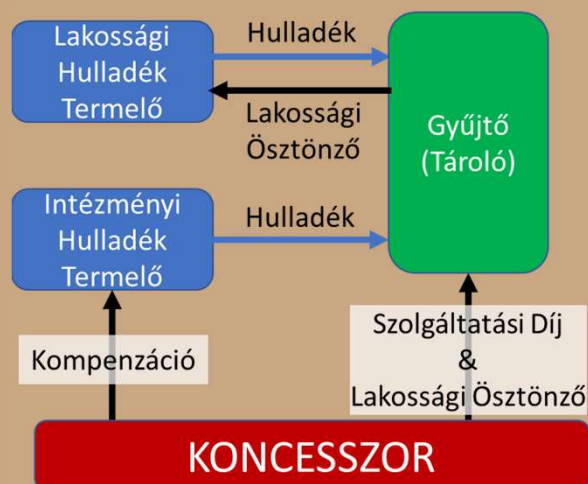 Lakossági
Hulladék
Termelő
Hulladék
Lakossági
Ösztönző
Gyűjtő
(Tároló)
Intézményi
Hulladék
Termelő
Hulladék
Kompenzáció
Szolgáltatási Díj
&
Lakossági Ösztönző
KONCESSZOR